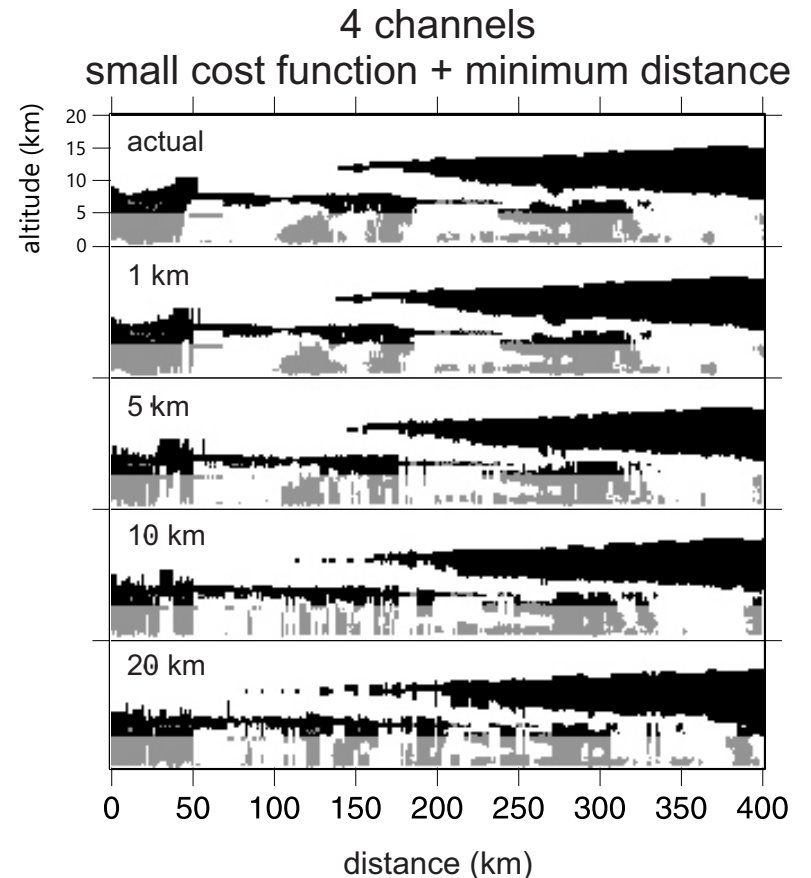 4 channels
small cost function + minimum distance
altitude (km)
20
15
10
5
0
actual
1 km
5 km
10 km
20 km
0 50 100 150 200 250 300 350 400
distance (km)